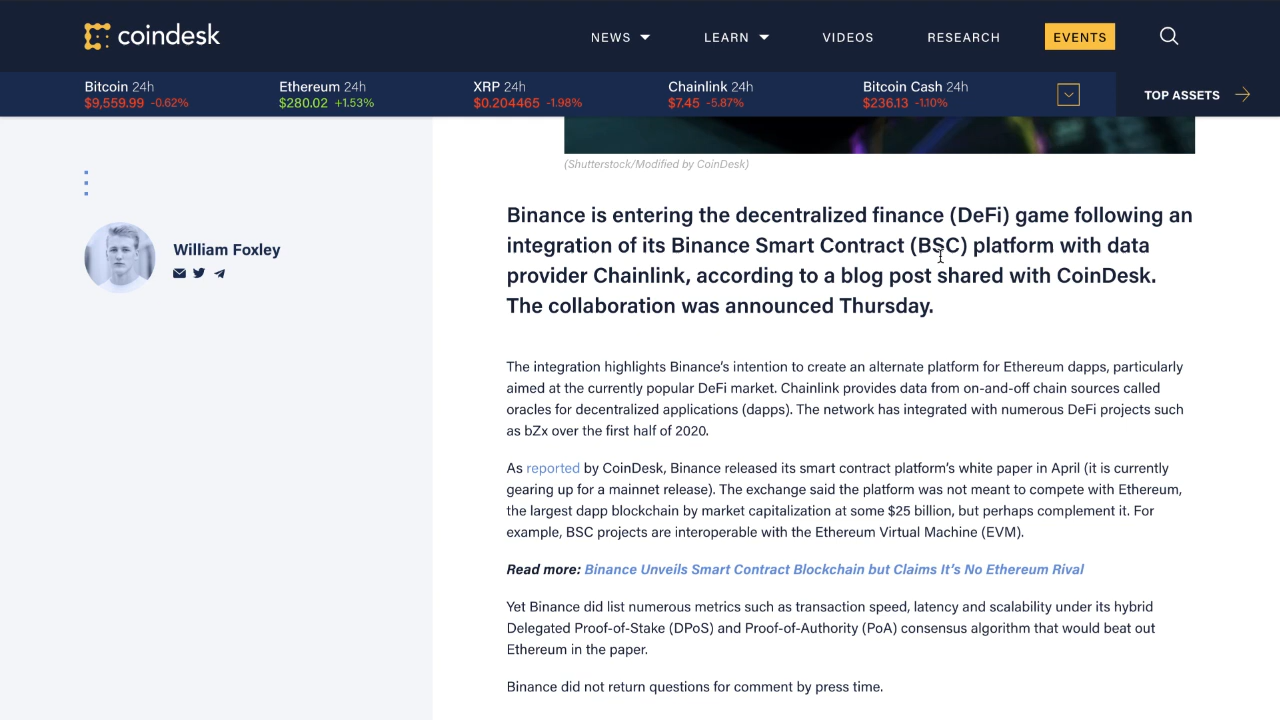 coindesk
NEWS
LEARN
VIDEOS
RESEARCH
EVENTS
Bitcoin 24h
$9,559.99 -0.62%
Ethereum 24h
$280.02 +1.53%
XRP 24h
$0.204465 -1.98%
Chainlink 24h
$7.45 -5.87%
Bitcoin Cash 24h
$236.13 -1.10%
TOP ASSETS
(Shutterstock/Modified by CoinDesk)
William Foxley
Binance is entering the decentralized finance (DeFi) game following an
integration of its Binance Smart Contract (BSC) platform with data
provider Chainlink, according to a blog post shared with CoinDesk.
The collaboration was announced Thursday.
The integration highlights Binance's intention to create an alternate platform for Ethereum dapps, particularly
aimed at the currently popular DeFi market. Chainlink provides data from on-and-off chain sources called
oracles for decentralized applications (dapps). The network has integrated with numerous DeFi projects such
as bZx over the first half of 2020.
As reported by CoinDesk, Binance released its smart contract platform's white paper in April (it is currently
gearing up for a mainnet release). The exchange said the platform was not meant to compete with Ethereum,
the largest dapp blockchain by market capitalization at some $25 billion, but perhaps complement it. For
example, BSC projects are interoperable with the Ethereum Virtual Machine (EVM).
Read more: Binance Unveils Smart Contract Blockchain but Claims It's No Ethereum Rival
Yet Binance did list numerous metrics such as transaction speed, latency and scalability under its hybrid
Delegated Proof-of-Stake (DPoS) and Proof-of-Authority (PoA) consensus algorithm that would beat out
Ethereum in the paper.
Binance did not return questions for comment by press time.